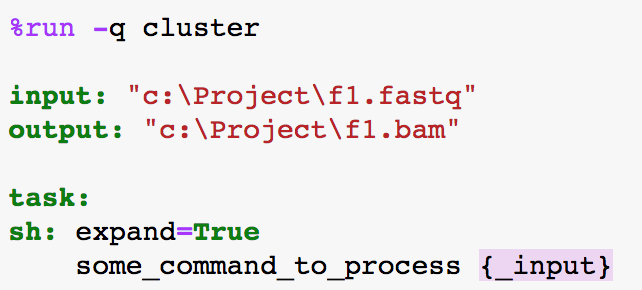 %run -q cluster
input: "c:\Project\f1.fastq"
output: "c:\Project\f1.bam"
task:
sh: expand=True
some_command_to_process {_input}